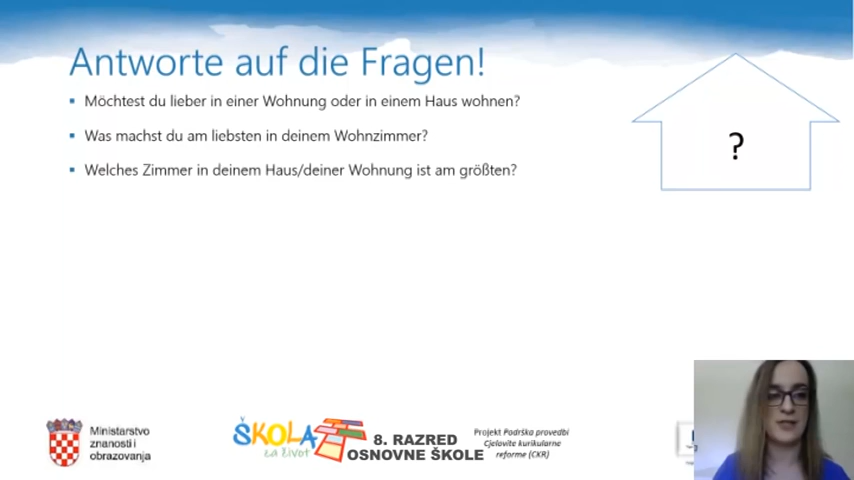 Antworte auf die Fragen!
▪ Möchtest du lieber in einer Wohnung oder in einem Haus wohnen?
▪ Was machst du am liebsten in deinem Wohnzimmer?
▪ Welches Zimmer in deinem Haus/deiner Wohnung ist am größten?
?
Ministarstvo
znanosti i
obrazovanja
ŠKOLA
za život
8. RAZRED
OSNOVNE ŠKOLE
Projekt Podrška provedbi
Cjelovite kurikularne
reforme (CKR)